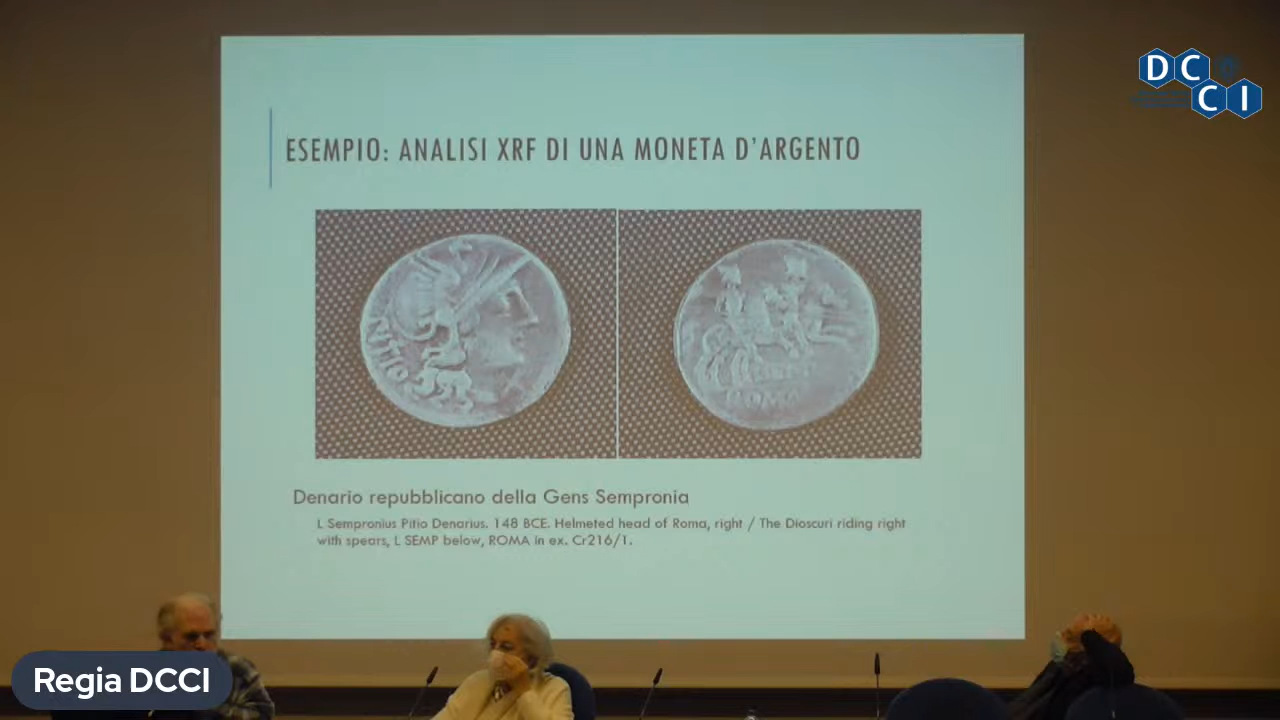 DC
CI
ESEMPIO: ANALISI XRF DI UNA MONETA D'ARGENTO
Denario repubblicano della Gens Sempronia
L Sempronius Pitio Denarius. 148 BCE. Helmeted head of Roma, right / The Dioscuri riding right
with spears, L SEMP below, ROMA in ex. Cr216/1.
Regia DCCI